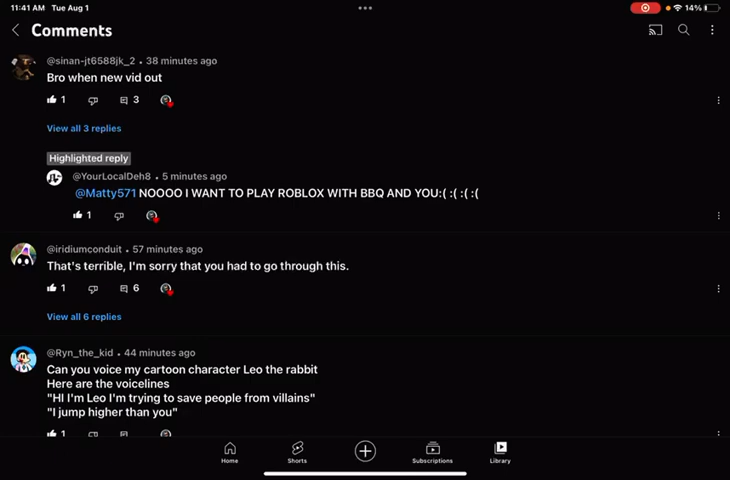 11:41 AM Tue Aug 1
14%
Comments
@sinan-jt6588jk_2 • 38 minutes ago
Bro when new vid out
1 3
View all 3 replies
Highlighted reply
@YourLocalDeh8 • 5 minutes ago
@Matty571 NOOOO I WANT TO PLAY ROBLOX WITH BBQ AND YOU:( :( :( :(
1
@iridiumconduit • 57 minutes ago
That's terrible, I'm sorry that you had to go through this.
1 6
View all 6 replies
@Ryn_the_kid • 44 minutes ago
Can you voice my cartoon character Leo the rabbit
Here are the voicelines
"HI I'm Leo I'm trying to save people from villains"
"I jump higher than you"
1
Home Shorts Subscriptions Library